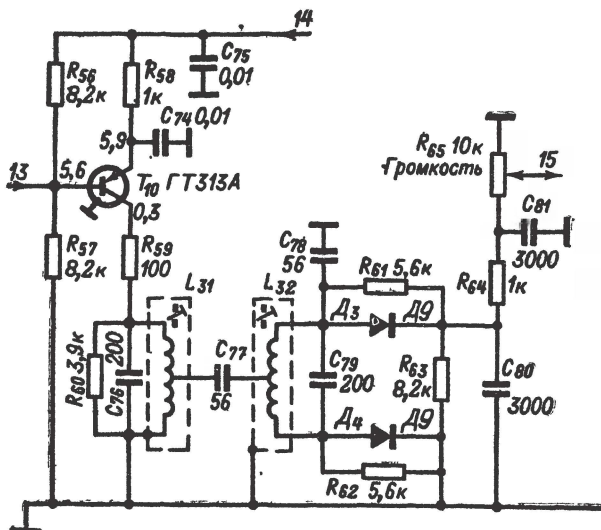 14
C75
0,01
R56
8,2к
R58
1к
C74 0,01
5,9
13
5,6
T10 ГТ313А
0,3
R65 10к
Громкость
15
C81
3000
R57
8,2к
R59
100
C78
56
R61 5,6к
R64
1к
L31
L32
Д3
Д9
R60 3,9к
200
C76
C77
56
C79
200
R63
8,2к
C80
3000
Д4
Д9
R62 5,6к